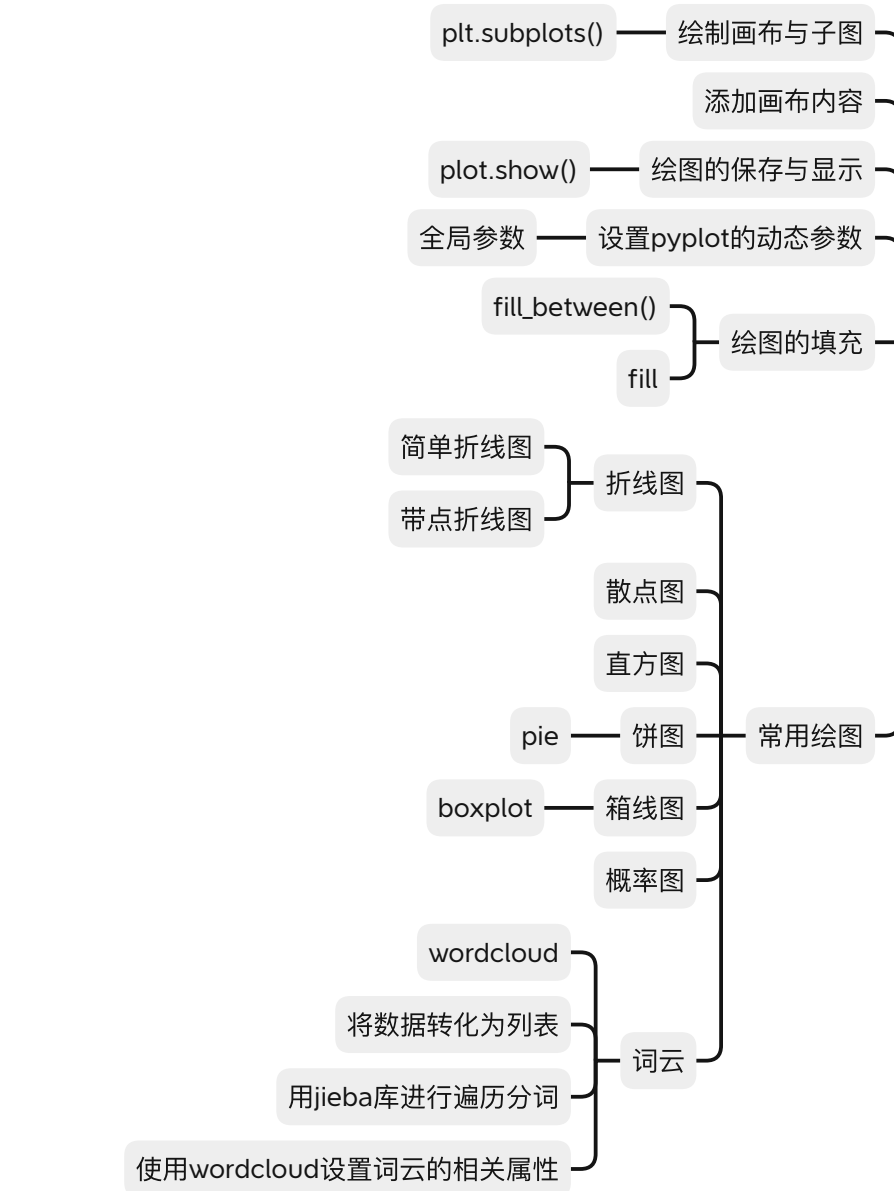 plt.subplots()
绘制画布与子图
添加画布内容
plot.show()
绘图的保存与显示
全局参数
设置pyplot的动态参数
fill_between()
绘图的填充
fill
简单折线图
折线图
带点折线图
散点图
直方图
pie
饼图
常用绘图
boxplot
箱线图
概率图
wordcloud
将数据转化为列表
词云
用jieba库进行遍历分词
使用wordcloud设置词云的相关属性